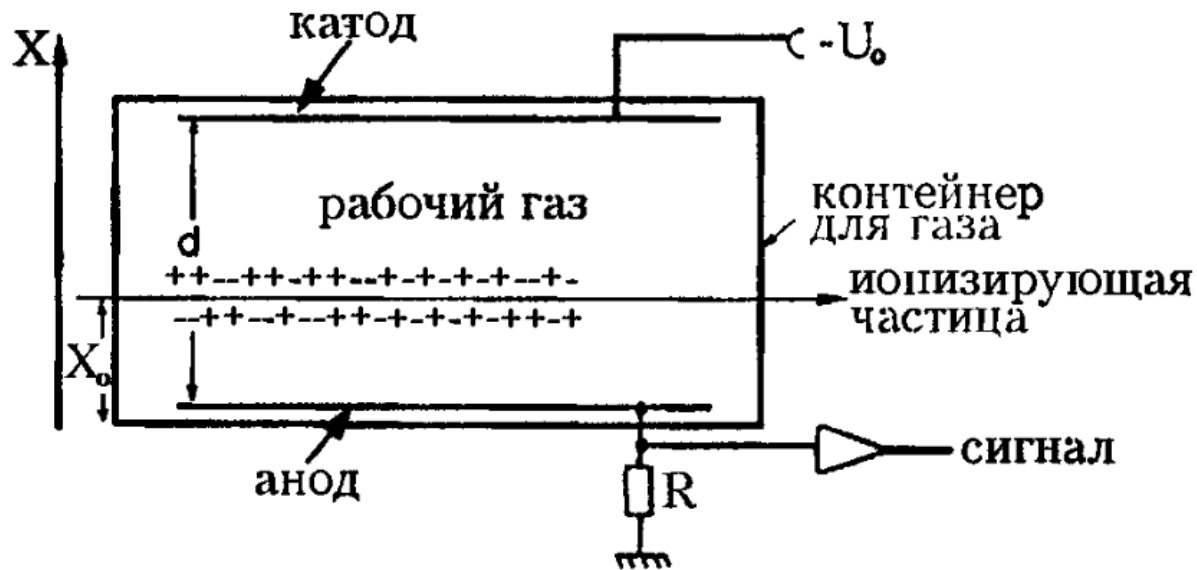 катод
X
-U₀
рабочий газ
контейнер
для газа
d
++--++-++--+-+-+-++-
ионизирующая
частица
--++--+--++-+-+-+-++-+
X₀
анод
R
сигнал